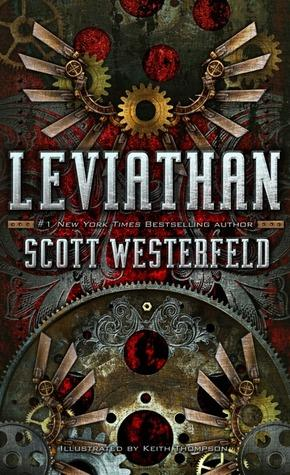 LEVIATHAN
#1 NEW YORK TIMES BESTSELLING AUTHOR
SCOTT WESTERFELD
ILLUSTRATED BY KEITH THOMPSON